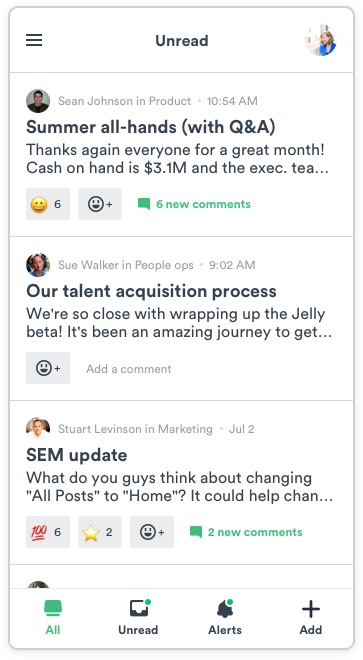 Unread
Sean Johnson in Product • 10:54 AM
Summer all-hands (with Q&A)
Thanks again everyone for a great month!
Cash on hand is $3.1M and the exec. tea…
😀 6 + 6 new comments
Sue Walker in People ops • 9:02 AM
Our talent acquisition process
We're so close with wrapping up the Jelly
beta! It's been an amazing journey to get…
+ Add a comment
Stuart Levinson in Marketing • Jul 2
SEM update
What do you guys think about changing
"All Posts" to "Home"? It could help chan…
💯 6 ⭐ 2 + 2 new comments
All Unread Alerts Add